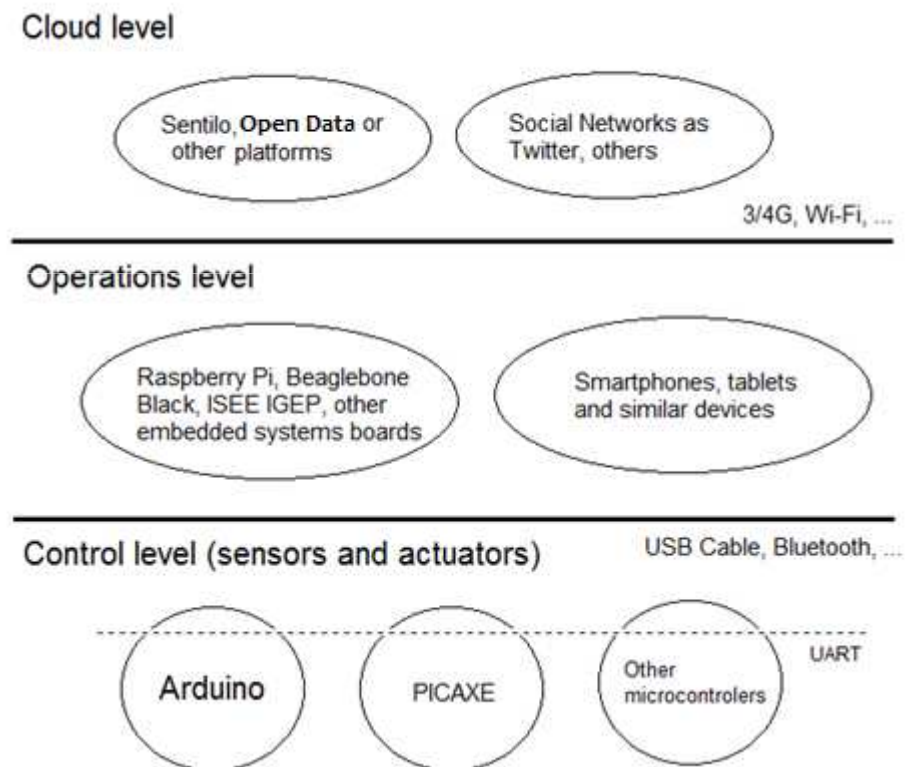 Cloud level
Sentilo, Open Data or
other platforms
Social Networks as
Twitter, others
3/4G, Wi-Fi, ...
Operations level
Raspberry Pi, Beaglebone
Black, ISEE IGEP, other
embedded systems boards
Smartphones, tablets
and similar devices
Control level (sensors and actuators)
USB Cable, Bluetooth, ...
UART
Arduino
PICAXE
Other
microcontrolers